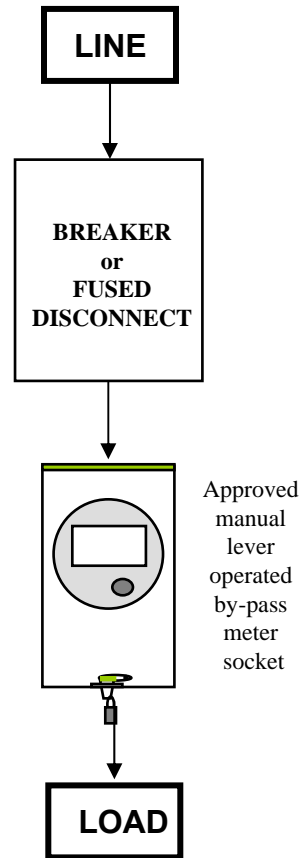 LINE
BREAKER
or
FUSED
DISCONNECT
Approved
manual
lever
operated
by-pass
meter
socket
LOAD